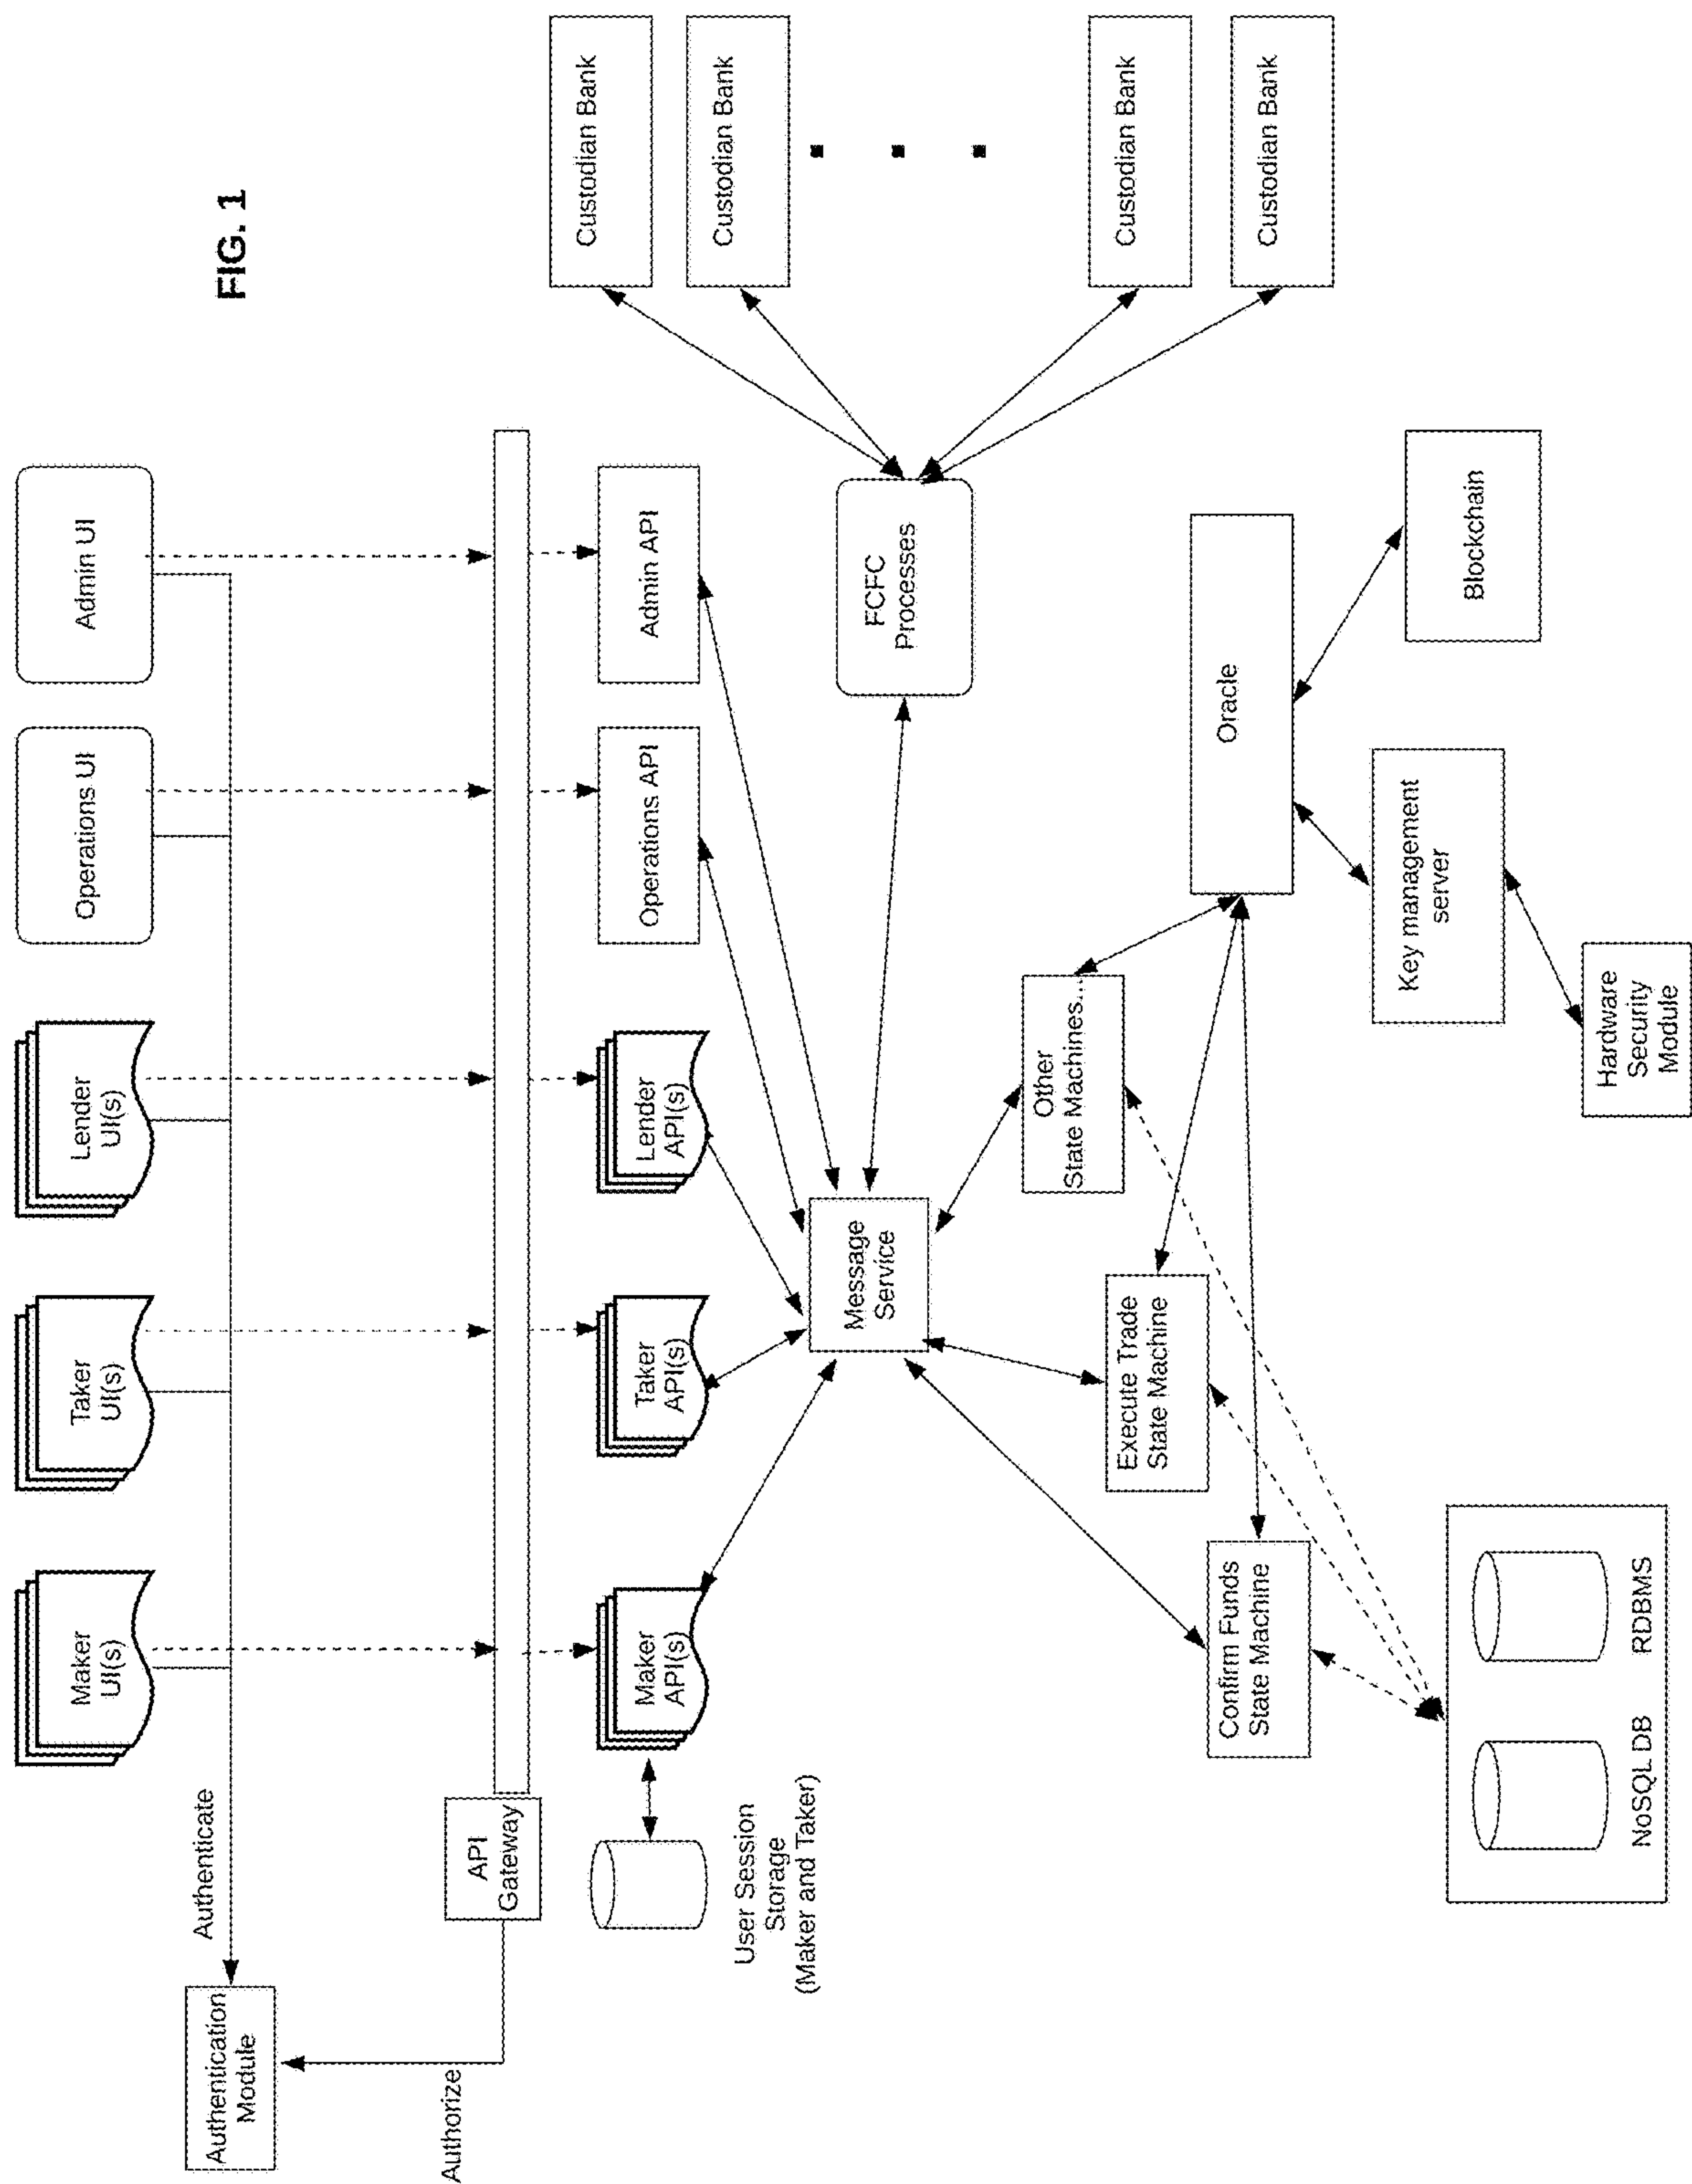 FIG. 1
Maker
UI(s)
Taker
UI(s)
Lender
UI(s)
Operations UI
Admin UI
Authenticate
Authentication
Module
Authorize
API
Gateway
Maker
API(s)
Taker
API(s)
Lender
API(s)
Operations API
Admin API
User Session
Storage
(Maker and Taker)
Message
Service
FCFC
Processes
Custodian Bank
Custodian Bank
Custodian Bank
Custodian Bank
Confirm Funds
State Machine
Execute Trade
State Machine
Other
State Machines...
Oracle
Key management
server
Blockchain
Hardware
Security
Module
NoSQL DB
RDBMS